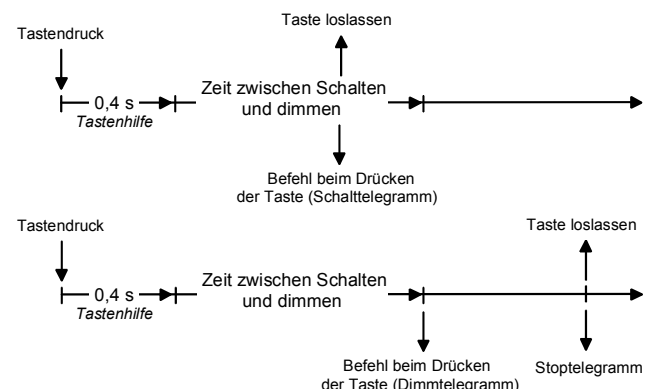 Taste loslassen
Tastendruck
0,4 s
Tastenhilfe
Zeit zwischen Schalten
und dimmen
Befehl beim Drücken
der Taste (Schalttelegramm)
Tastendruck
Taste loslassen
0,4 s
Tastenhilfe
Zeit zwischen Schalten
und dimmen
Befehl beim Drücken
der Taste (Dimmtelegramm)
Stoptelegramm